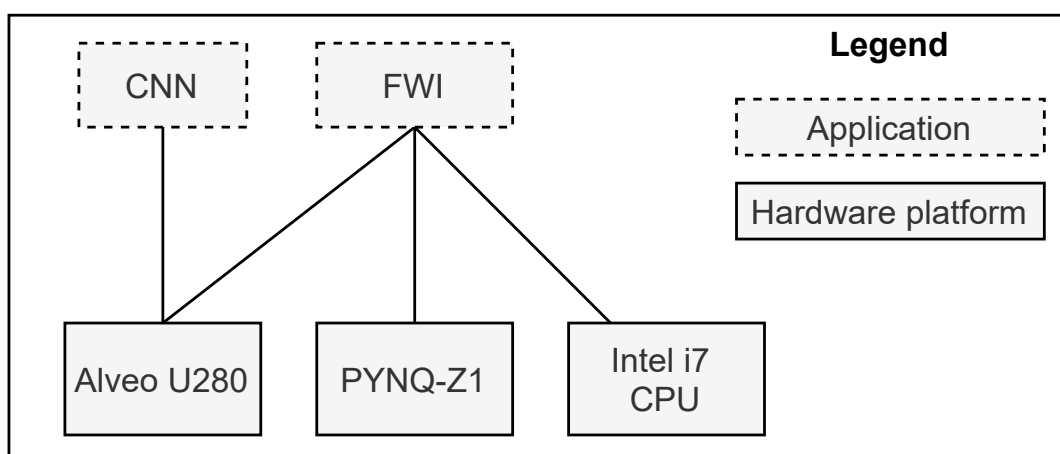 CNN
FWI
Legend
Application
Hardware platform
Alveo U280
PYNQ-Z1
Intel i7
CPU